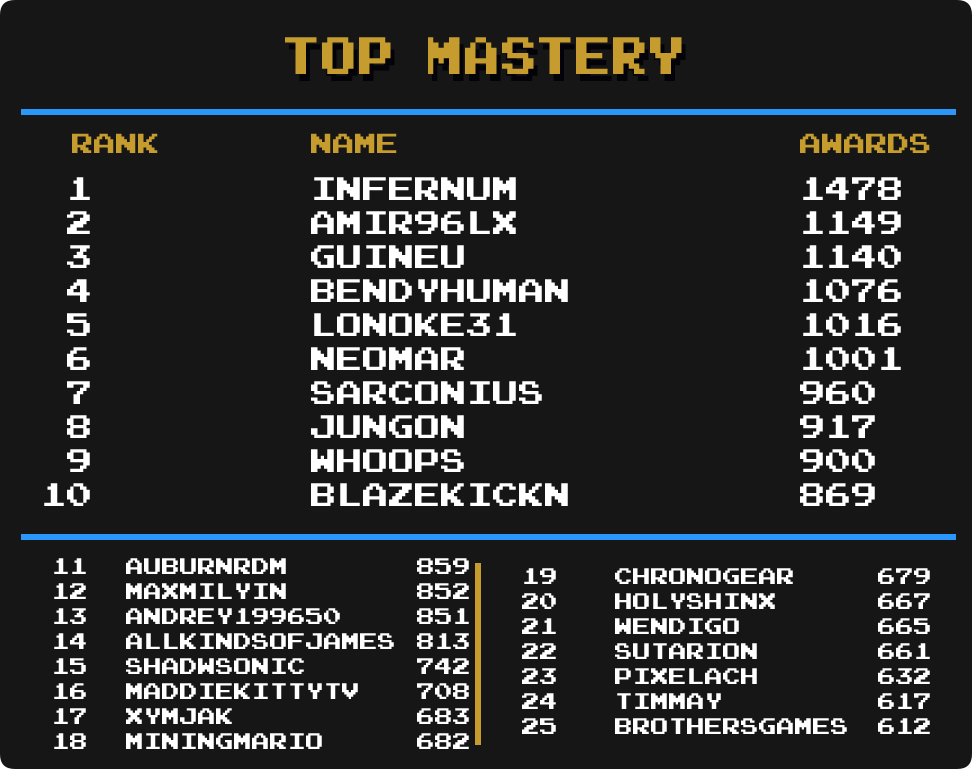 TOP MASTERY
RANK NAME AWARDS
1 INFERNUM 1478
2 AMIR96LX 1149
3 GUINEU 1140
4 BENDYHUMAN 1076
5 LONOKE31 1016
6 NEOMAR 1001
7 SARCONIUS 960
8 JUNGON 917
9 WHOOPS 900
10 BLAZEKICKN 869
11 AUBURNRDM 859
12 MAXMILYIN 852
13 ANDREY199650 851
14 ALLKINDSOFJAMES 813
15 SHADWSONIC 742
16 MADDIEKITTYTV 708
17 XYMJAK 683
18 MININGMARIO 682
19 CHRONOGEAR 679
20 HOLYSHINX 667
21 WENDIGO 665
22 SUTARION 661
23 PIXELACH 632
24 TIMMAY 617
25 BROTHERSGAMES 612